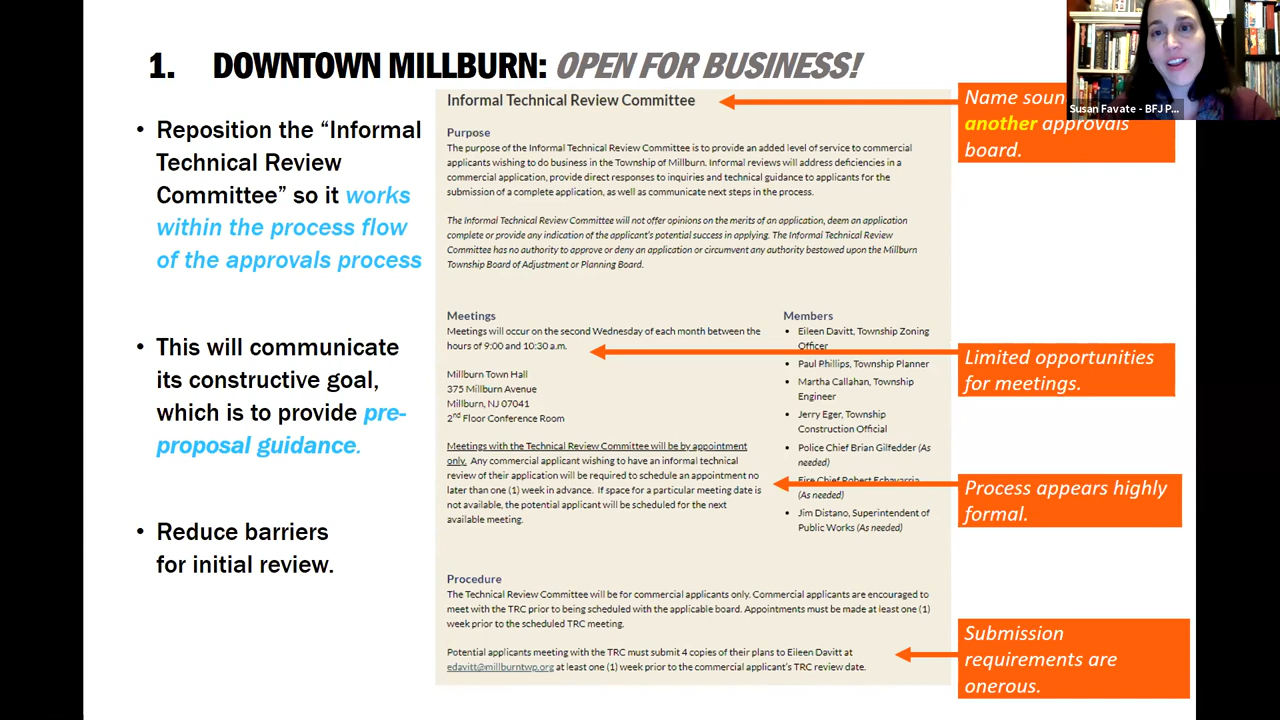 1. DOWNTOWN MILLBURN: OPEN FOR BUSINESS!
• Reposition the “Informal
Technical Review
Committee” so it works
within the process flow
of the approvals process
• This will communicate
its constructive goal,
which is to provide pre-
proposal guidance.
• Reduce barriers
for initial review.
Informal Technical Review Committee
Purpose
The purpose of the Informal Technical Review Committee is to provide an added level of service to commercial
applicants wishing to do business in the Township of Millburn. Informal reviews will address deficiencies in a
commercial application, provide direct responses to inquiries and technical guidance to applicants for the
submission of a complete application, as well as communicate next steps in the process.
The Informal Technical Review Committee will not offer opinions on the merits of an application, deem an application
complete or provide any indication of the applicant's potential success in applying. The Informal Technical Review
Committee has no authority to approve or deny an application or circumvent any authority bestowed upon the Millburn
Township Board of Adjustment or Planning Board.
Meetings
Meetings will occur on the second Wednesday of each month between the
hours of 9:00 and 10:30 a.m.
Millburn Town Hall
375 Millburn Avenue
Millburn, NJ 07041
2nd Floor Conference Room
Meetings with the Technical Review Committee will be by appointment
only. Any commercial applicant wishing to have an informal technical
review of their application will be required to schedule an appointment no
later than one (1) week in advance. If space for a particular meeting date is
not available, the potential applicant will be scheduled for the next
available meeting.
Members
• Eileen Davitt, Township Zoning
Officer
• Paul Phillips, Township Planner
• Martha Callahan, Township
Engineer
• Jerry Eger, Township
Construction Official
• Police Chief Brian Gilfedder (As
needed)
• Fire Chief Robert Echavarria
(As needed)
• Jim Distano, Superintendent of
Public Works (As needed)
Procedure
The Technical Review Committee will be for commercial applicants only. Commercial applicants are encouraged to
meet with the TRC prior to being scheduled with the applicable board. Appointments must be made at least one (1)
week prior to the scheduled TRC meeting.
Potential applicants meeting with the TRC must submit 4 copies of their plans to Eileen Davitt at
edavitt@millburntwp.org at least one (1) week prior to the commercial applicant's TRC review date.
Name soun
another approvals
board.
Susan Favate - BFJ P...
Limited opportunities
for meetings.
Process appears highly
formal.
Submission
requirements are
onerous.